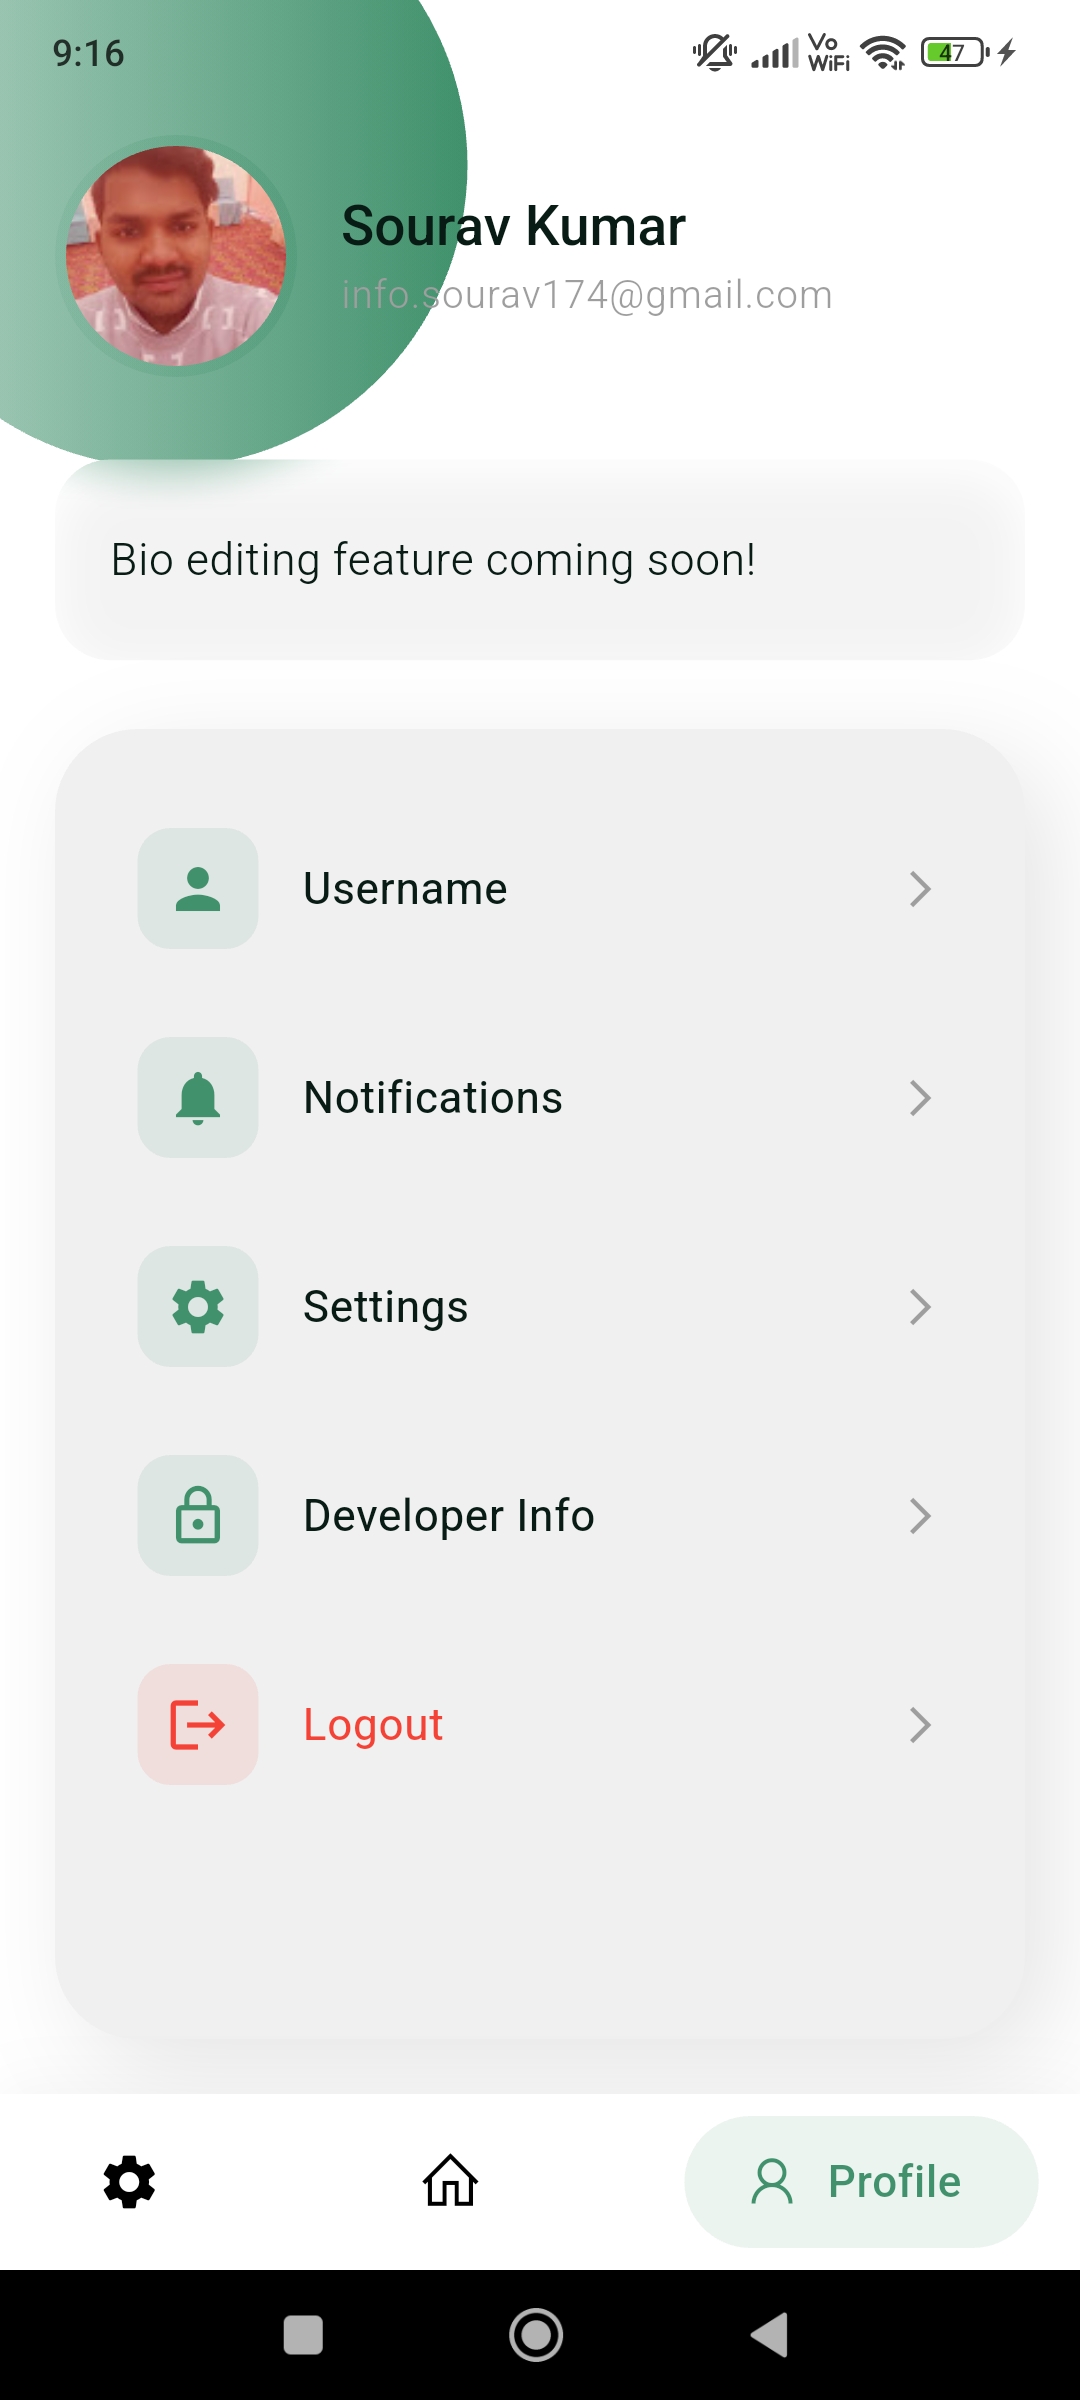 9:16
Vo
WiFi
47
Sourav Kumar
info.sourav174@gmail.com
Bio editing feature coming soon!
Username
Notifications
Settings
Developer Info
Logout
Profile